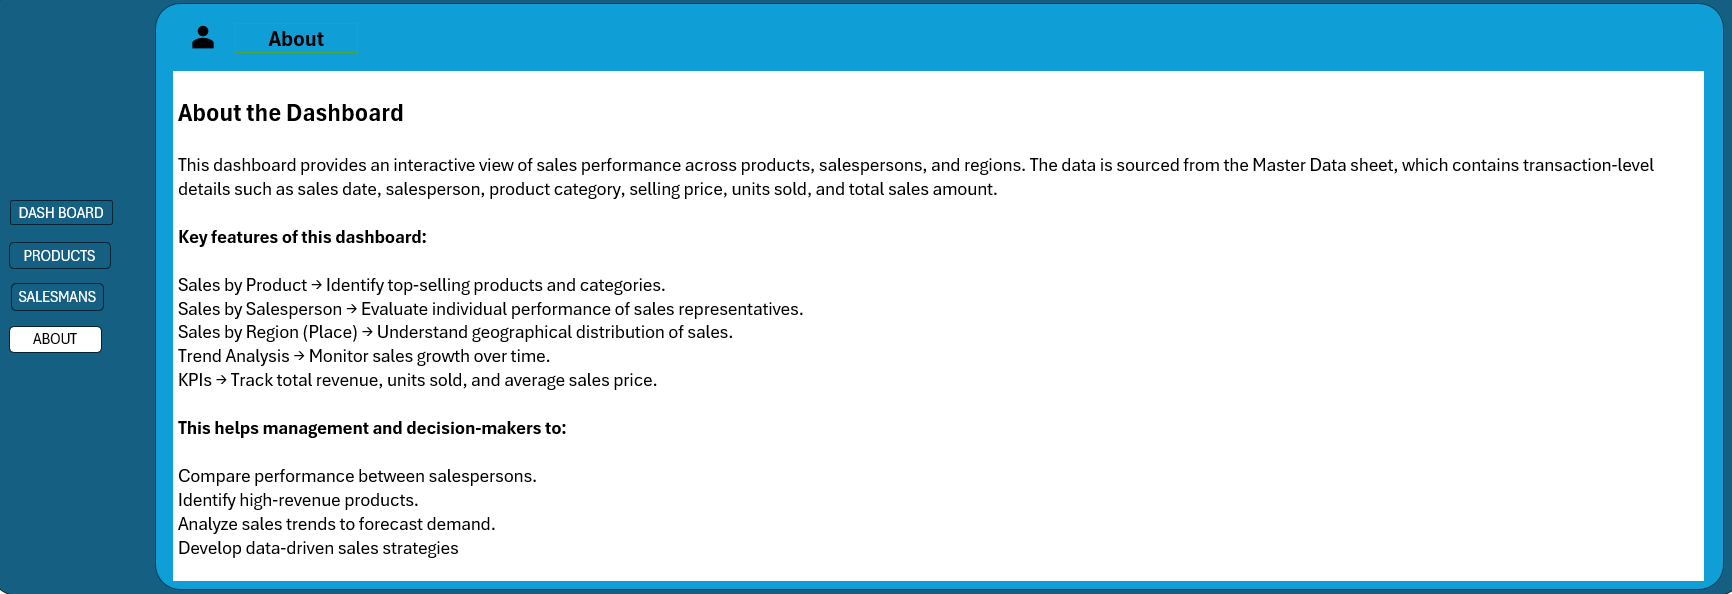 About
DASH BOARD
PRODUCTS
SALESMANS
ABOUT
About the Dashboard
This dashboard provides an interactive view of sales performance across products, salespersons, and regions. The data is sourced from the Master Data sheet, which contains transaction-level
details such as sales date, salesperson, product category, selling price, units sold, and total sales amount.
Key features of this dashboard:
Sales by Product → Identify top-selling products and categories.
Sales by Salesperson → Evaluate individual performance of sales representatives.
Sales by Region (Place) → Understand geographical distribution of sales.
Trend Analysis → Monitor sales growth over time.
KPIs → Track total revenue, units sold, and average sales price.
This helps management and decision-makers to:
Compare performance between salespersons.
Identify high-revenue products.
Analyze sales trends to forecast demand.
Develop data-driven sales strategies